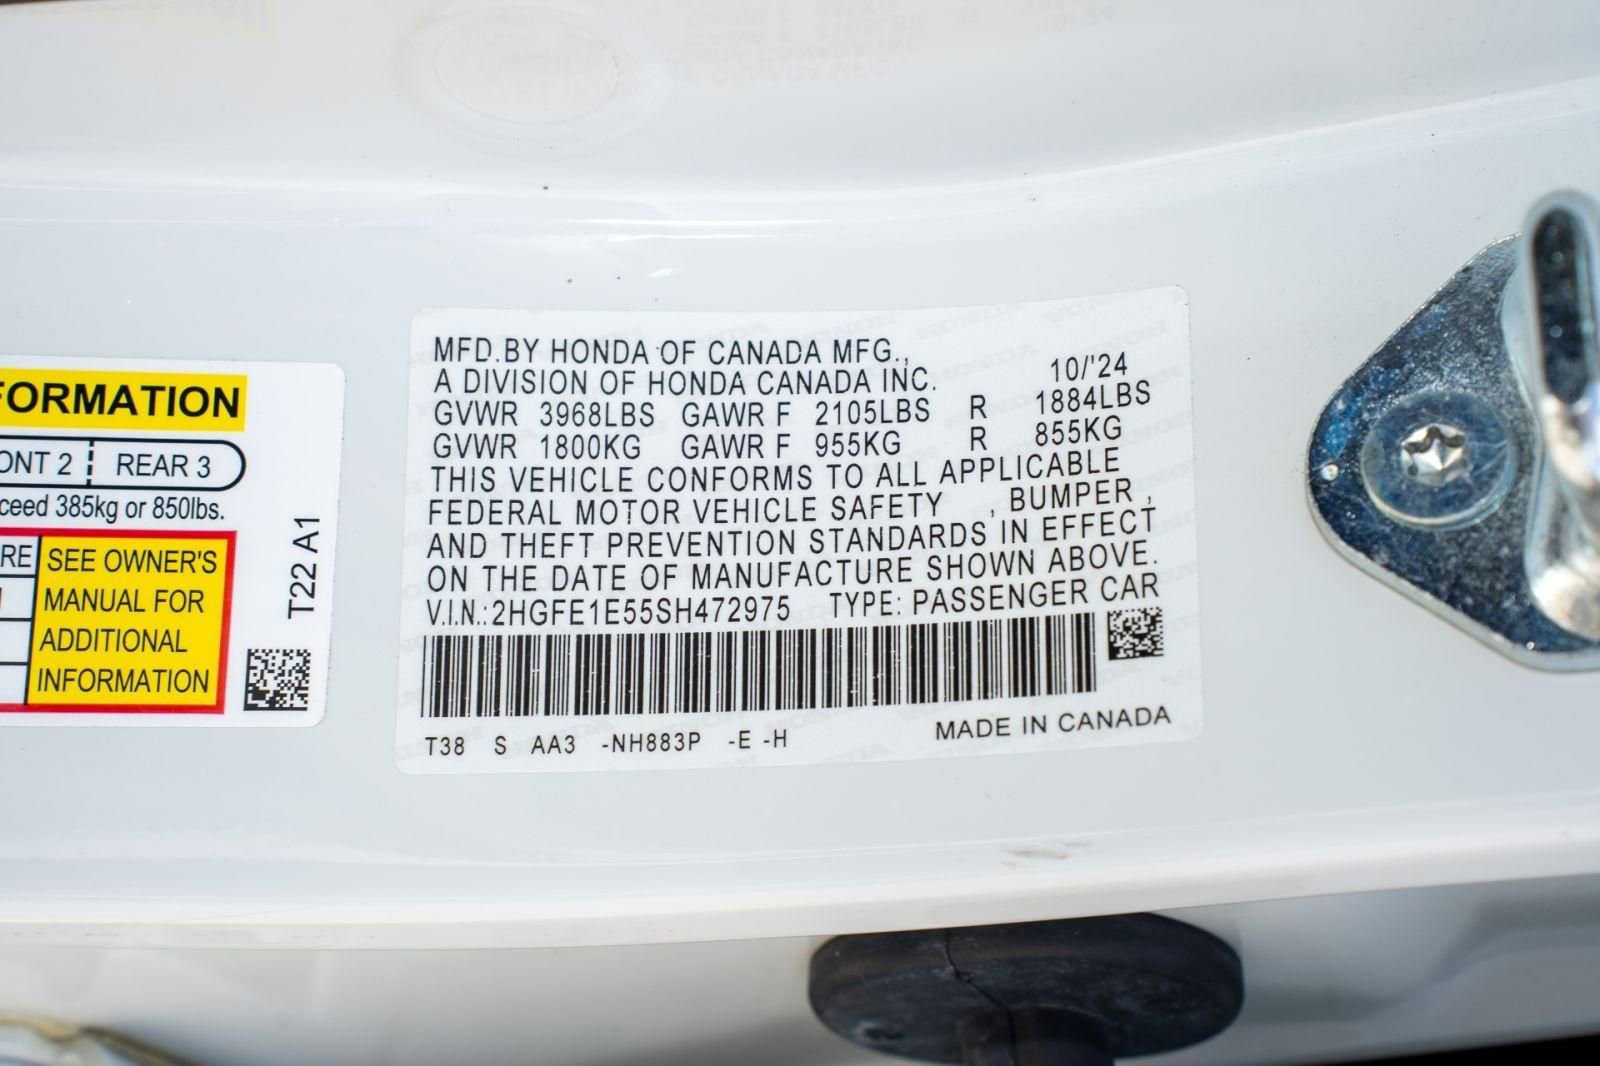 FORMATION
ONT 2 REAR 3
ceed 385kg or 850lbs.
RE
SEE OWNER'S
MANUAL FOR
ADDITIONAL
INFORMATION
T22 A1
MFD.BY HONDA OF CANADA MFG.,
A DIVISION OF HONDA CANADA INC. 10/'24
GVWR 3968LBS GAWR F 2105LBS R 1884LBS
GVWR 1800KG GAWR F 955KG R 855KG
THIS VEHICLE CONFORMS TO ALL APPLICABLE
FEDERAL MOTOR VEHICLE SAFETY , BUMPER ,
AND THEFT PREVENTION STANDARDS IN EFFECT
ON THE DATE OF MANUFACTURE SHOWN ABOVE.
V.I.N.:2HGFE1E55SH472975 TYPE: PASSENGER CAR
T38 S AA3 -NH883P -E -H
MADE IN CANADA